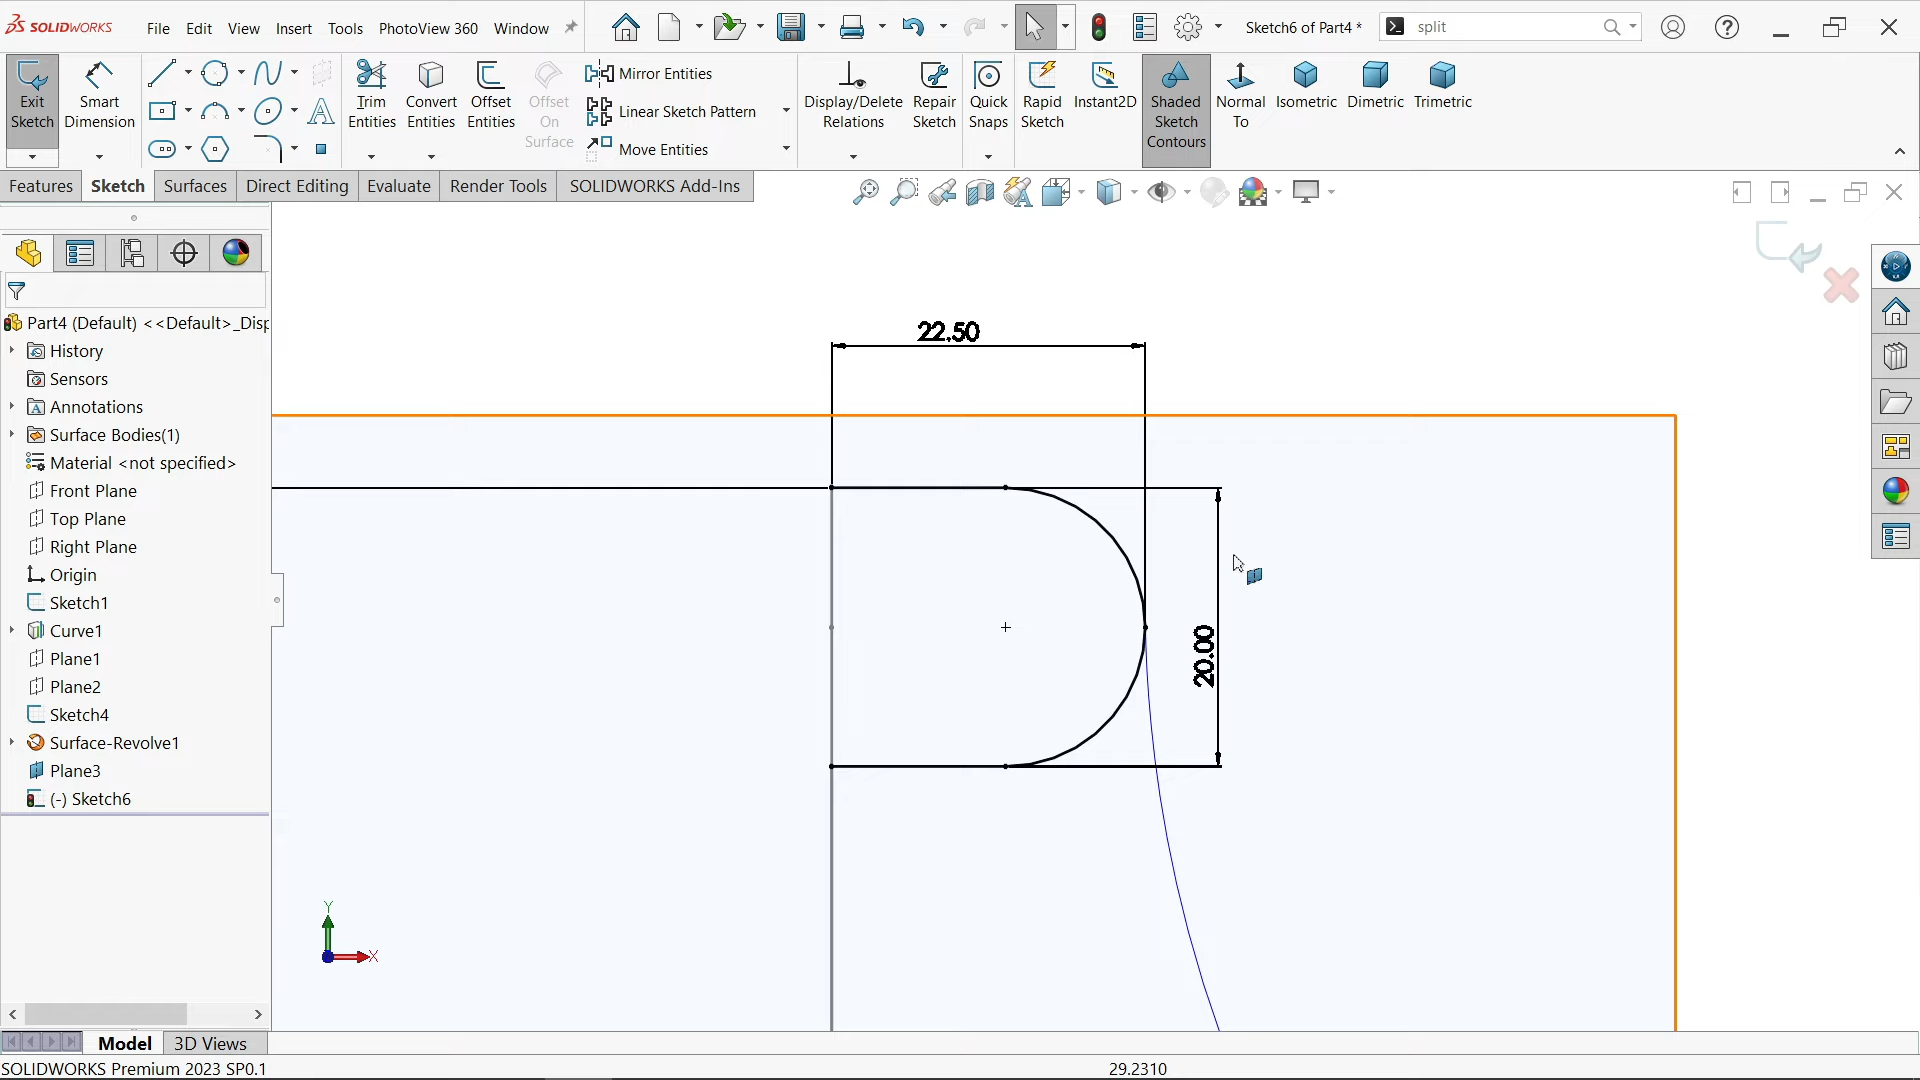 SOLIDWORKS File Edit View Insert Tools PhotoView 360 Window Sketch6 of Part4 * split
Exit Sketch
Smart Dimension
Trim Entities
Convert Entities
Offset Entities
Offset On Surface
Mirror Entities
Linear Sketch Pattern
Move Entities
Display/Delete Relations
Repair Sketch
Quick Snaps
Rapid Sketch
Instant2D
Shaded Sketch Contours
Normal To
Isometric
Dimetric
Trimetric
Features Sketch Surfaces Direct Editing Evaluate Render Tools SOLIDWORKS Add-Ins
Part4 (Default) <<Default>_Disp
History
Sensors
Annotations
Surface Bodies(1)
Material <not specified>
Front Plane
Top Plane
Right Plane
Origin
Sketch1
Curve1
Plane1
Plane2
Sketch4
Surface-Revolve1
Plane3
(-) Sketch6
22.50
20.00
Y
X
Model 3D Views
SOLIDWORKS Premium 2023 SP0.1 29.2310